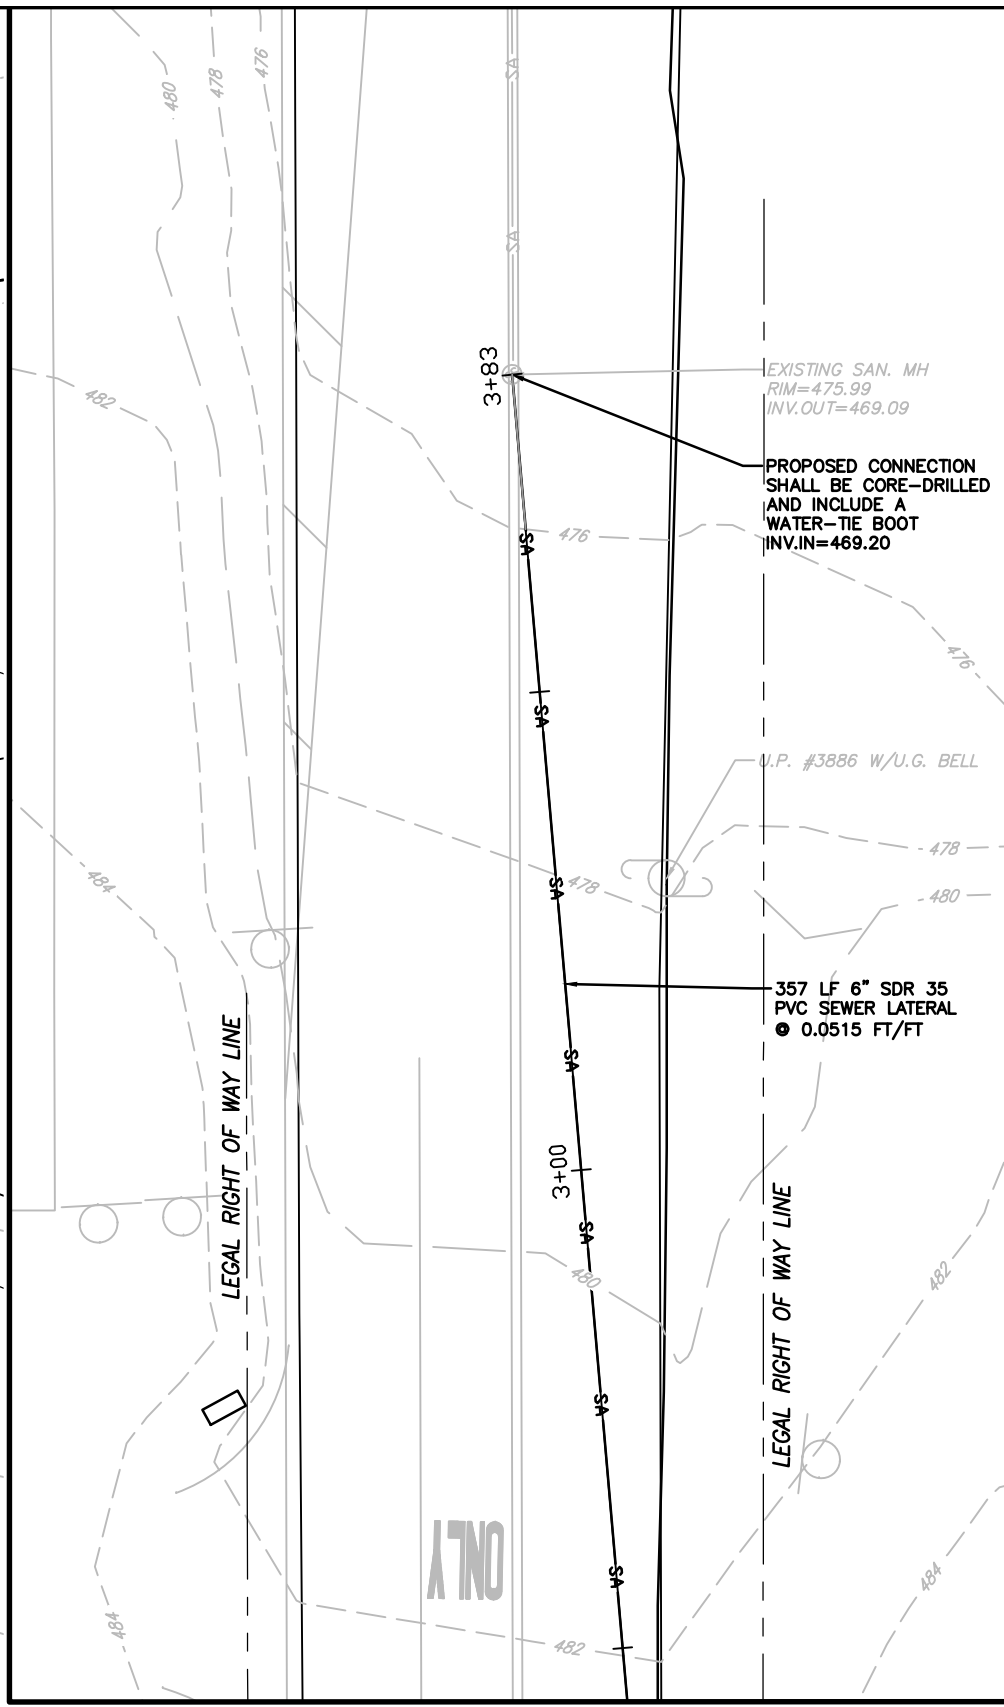 480
478
476
SA
SA
3+83
EXISTING SAN. MH
RIM=475.99
INV.OUT=469.09
482
PROPOSED CONNECTION
SHALL BE CORE-DRILLED
AND INCLUDE A
WATER-TIE BOOT
INV.IN=469.20
SA
476
476
SA
U.P. #3886 W/U.G. BELL
478
484
SA
478
480
357 LF 6" SDR 35
PVC SEWER LATERAL
@ 0.0515 FT/FT
SA
LEGAL RIGHT OF WAY LINE
3+00
SA
LEGAL RIGHT OF WAY LINE
480
482
SA
ONLY
SA
484
484
482